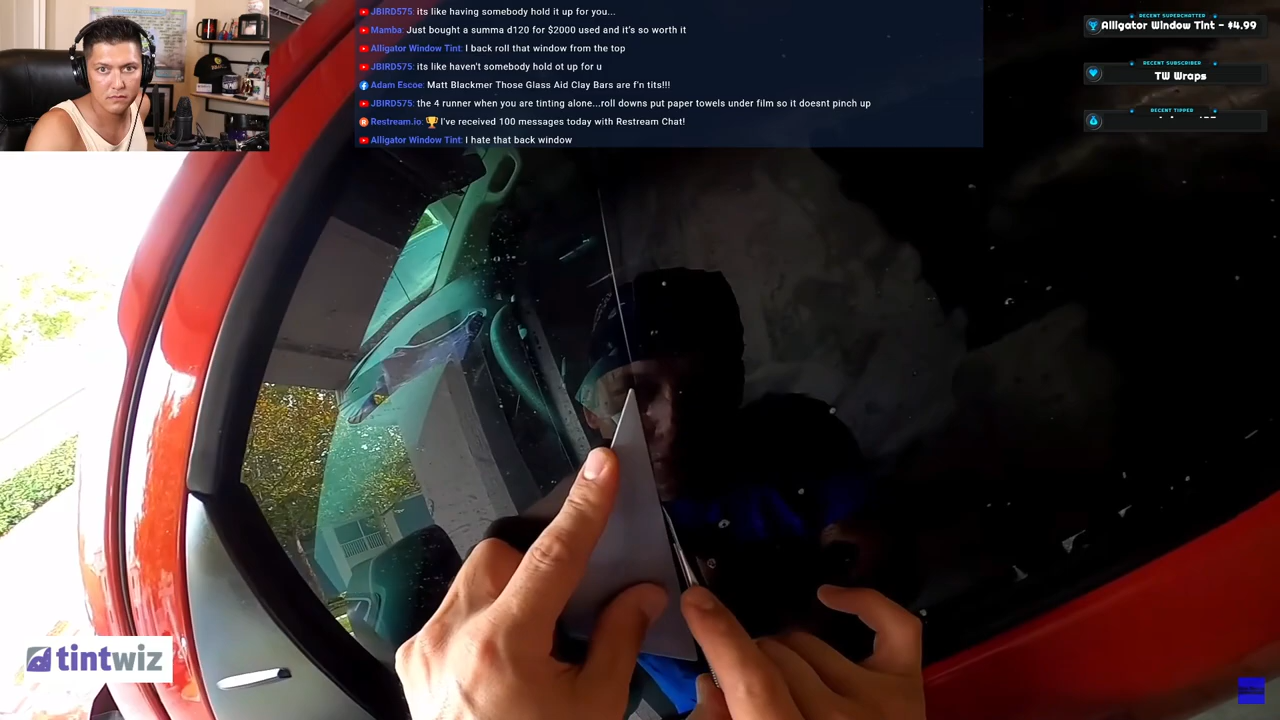 JBIRD575: its like having somebody hold it up for you...
Mamba: Just bought a summa d120 for $2000 used and it's so worth it
Alligator Window Tint: I back roll that window from the top
JBIRD575: its like haven't somebody hold ot up for u
Adam Escoe: Matt Blackmer Those Glass Aid Clay Bars are f'n tits!!!
JBIRD575: the 4 runner when you are tinting alone...roll downs put paper towels under film so it doesnt pinch up
Restream.io: 🏆 I've received 100 messages today with Restream Chat!
Alligator Window Tint: I hate that back window
RECENT SUPERCHATTER
Alligator Window Tint - $4.99
RECENT SUBSCRIBER
TW Wraps
RECENT TIPPER
tintwiz